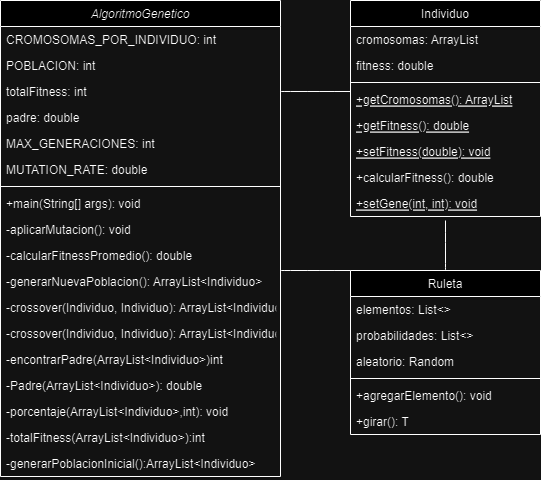 AlgoritmoGenetico
CROMOSOMAS_POR_INDIVIDUO: int
POBLACION: int
totalFitness: int
padre: double
MAX_GENERACIONES: int
MUTATION_RATE: double
+main(String[] args): void
-aplicarMutacion(): void
-calcularFitnessPromedio(): double
-generarNuevaPoblacion(): ArrayList<Individuo>
-crossover(Individuo, Individuo): ArrayList<Individu
-crossover(Individuo, Individuo): ArrayList<Individu
-encontrarPadre(ArrayList<Individuo>)int
-Padre(ArrayList<Individuo>): double
-porcentaje(ArrayList<Individuo>,int): void
-totalFitness(ArrayList<Individuo>):int
-generarPoblacionInicial():ArrayList<Individuo>
Individuo
cromosomas: ArrayList
fitness: double
+getCromosomas(): ArrayList
+getFitness(): double
+setFitness(double): void
+calcularFitness(): double
+setGene(int, int): void
Ruleta
elementos: List<>
probabilidades: List<>
aleatorio: Random
+agregarElemento(): void
+girar(): T